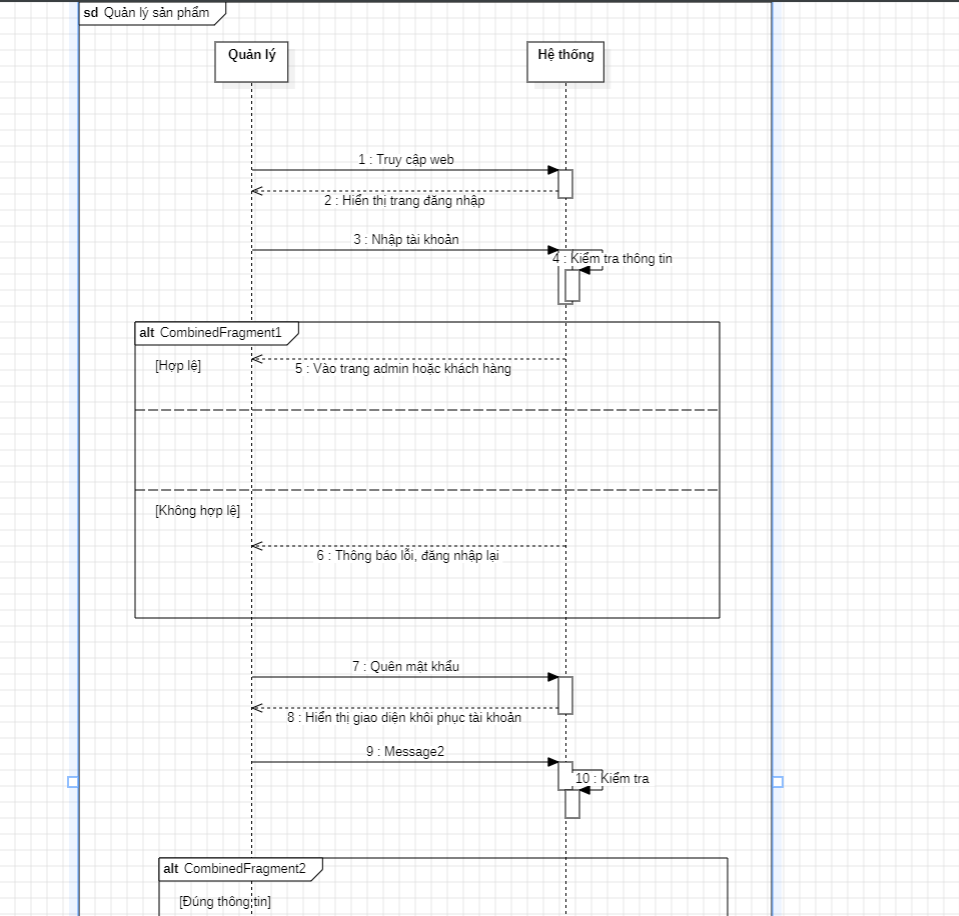 sd Quản lý sản phẩm
Quản lý
Hệ thống
1 : Truy cập web
2 : Hiển thị trang đăng nhập
3 : Nhập tài khoản
4 : Kiểm tra thông tin
alt CombinedFragment1
[Hợp lê]
5 : Vào trang admin hoặc khách hàng
[Không hợp lê]
6 : Thông báo lỗi, đăng nhập lại
7 : Quên mật khẩu
8 : Hiển thị giao diện khôi phục tài khoản
9 : Message2
10 : Kiểm tra
alt CombinedFragment2
[Đúng thông tin]